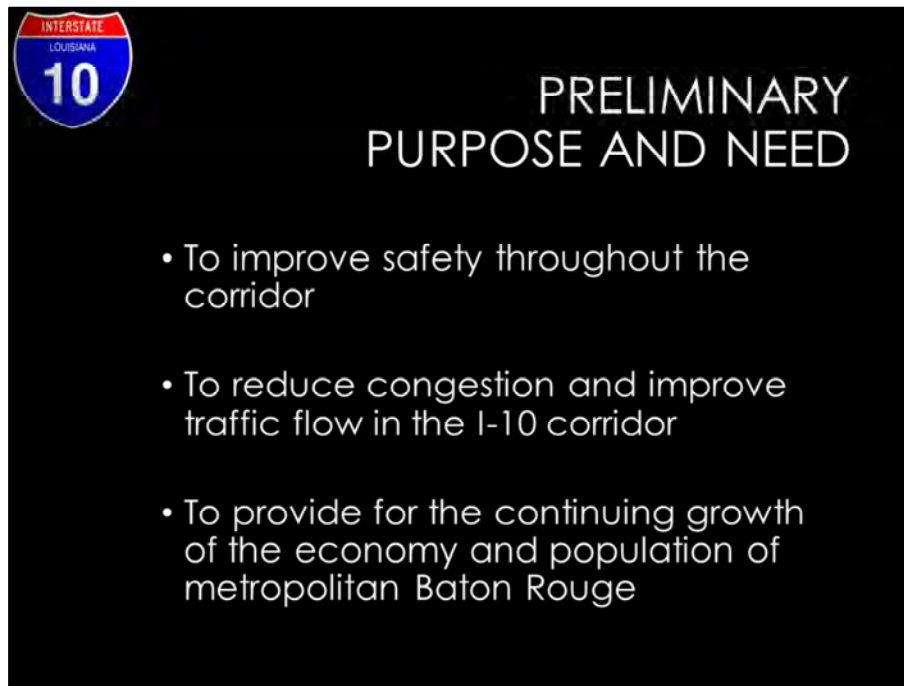 INTERSTATE
LOUISIANA
10
PRELIMINARY
PURPOSE AND NEED
• To improve safety throughout the
corridor
• To reduce congestion and improve
traffic flow in the I-10 corridor
• To provide for the continuing growth
of the economy and population of
metropolitan Baton Rouge